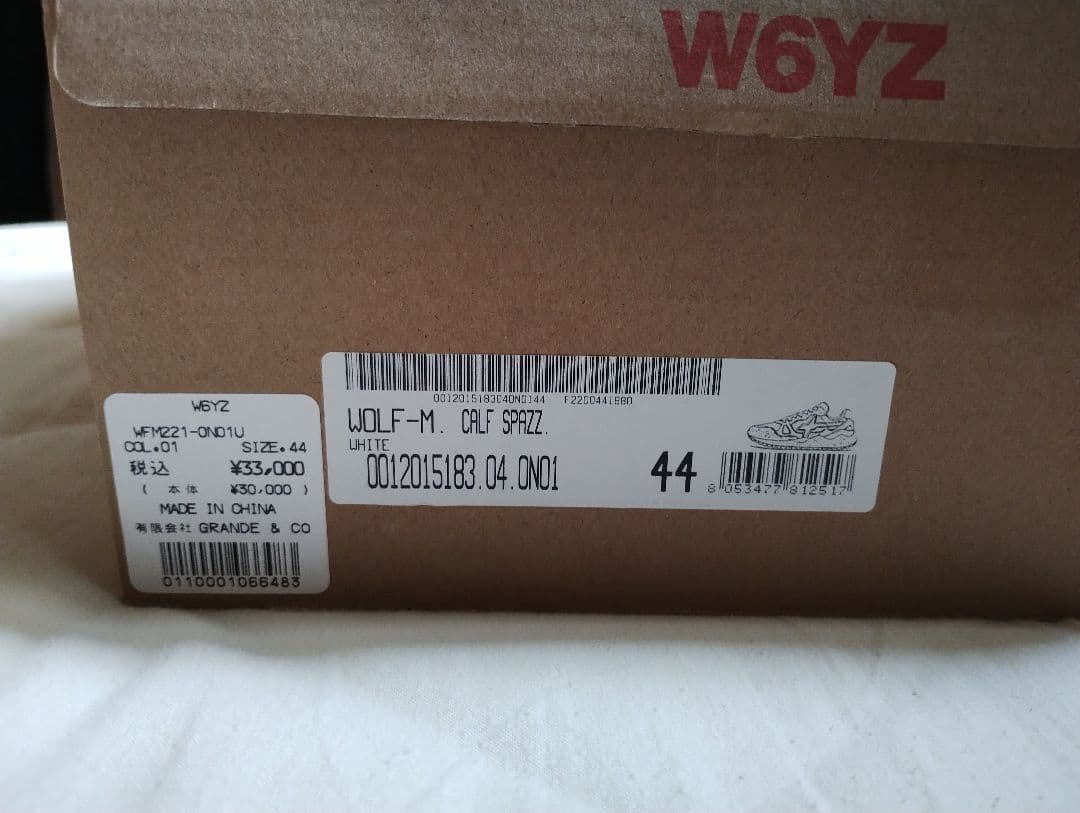 W6YZ
0012015183040N0144 F2200441880
WOLF-M. CALF SPAZZ.
WHITE
0012015183.04.0N01
44
8 053477 812517
W6YZ
WFM221-0N01U
COL.01 SIZE.44
税込 ¥33,000
( 本体 ¥30,000 )
MADE IN CHINA
有限会社 GRANDE & CO
0110001066483